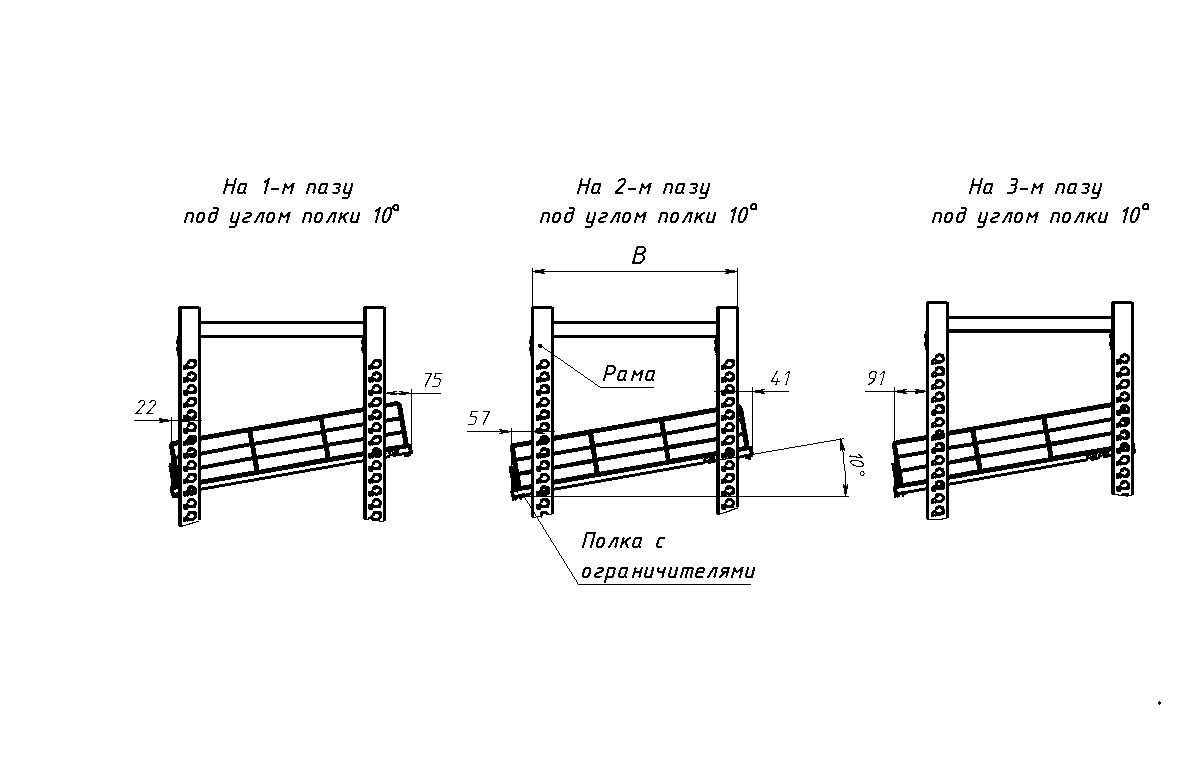 На 1-м пазу
под углом полки 10°
На 2-м пазу
под углом полки 10°
На 3-м пазу
под углом полки 10°
В
Рама
22
75
57
41
91
10°
Полка с
ограничителями